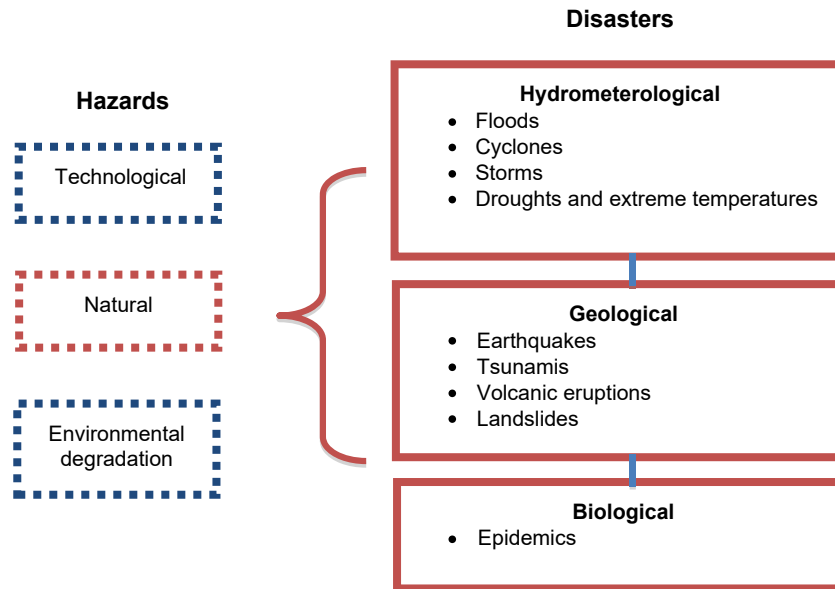 Disasters
Hazards
Technological
Natural
Environmental
degradation
Hydrometerological
• Floods
• Cyclones
• Storms
• Droughts and extreme temperatures
Geological
• Earthquakes
• Tsunamis
• Volcanic eruptions
• Landslides
Biological
• Epidemics